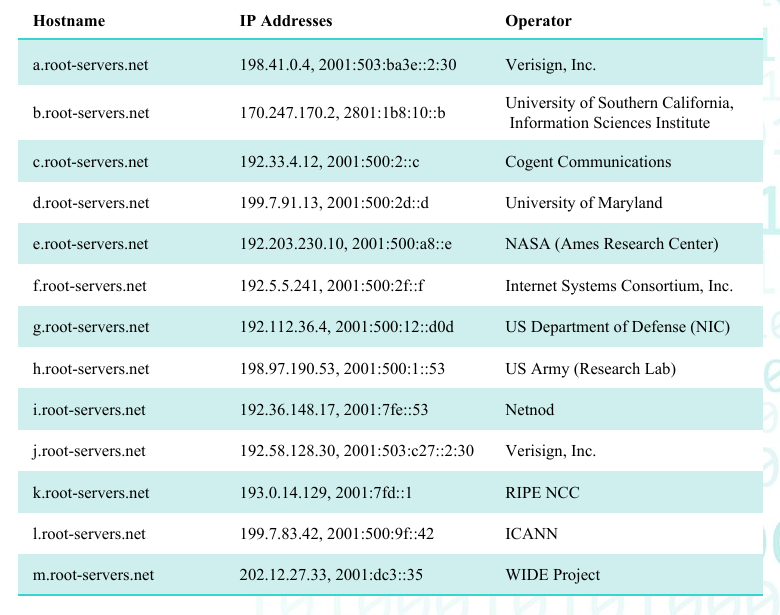 Hostname IP Addresses Operator
a.root-servers.net 198.41.0.4, 2001:503:ba3e::2:30 Verisign, Inc.
b.root-servers.net 170.247.170.2, 2801:1b8:10::b University of Southern California,
Information Sciences Institute
c.root-servers.net 192.33.4.12, 2001:500:2::c Cogent Communications
d.root-servers.net 199.7.91.13, 2001:500:2d::d University of Maryland
e.root-servers.net 192.203.230.10, 2001:500:a8::e NASA (Ames Research Center)
f.root-servers.net 192.5.5.241, 2001:500:2f::f Internet Systems Consortium, Inc.
g.root-servers.net 192.112.36.4, 2001:500:12::d0d US Department of Defense (NIC)
h.root-servers.net 198.97.190.53, 2001:500:1::53 US Army (Research Lab)
i.root-servers.net 192.36.148.17, 2001:7fe::53 Netnod
j.root-servers.net 192.58.128.30, 2001:503:c27::2:30 Verisign, Inc.
k.root-servers.net 193.0.14.129, 2001:7fd::1 RIPE NCC
l.root-servers.net 199.7.83.42, 2001:500:9f::42 ICANN
m.root-servers.net 202.12.27.33, 2001:dc3::35 WIDE Project